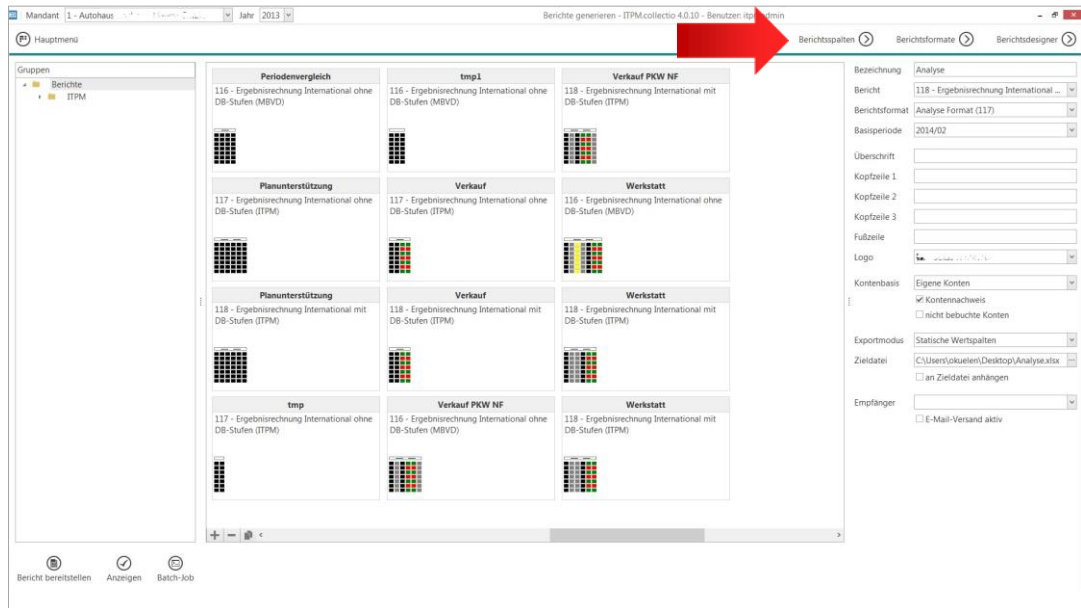 Mandant 1 - Autohaus Jahr 2013 Berichte generieren - ITPM.collectio 4.0.10 - Benutzer:
Hauptmenü Berichtsspalten Berichtsformate Berichtsdesigner
Gruppen
Berichte
ITPM
Periodenvergleich
116 - Ergebnisrechnung International ohne
DB-Stufen (MBVD)
tmp1
116 - Ergebnisrechnung International ohne
DB-Stufen (MBVD)
Verkauf PKW NF
118 - Ergebnisrechnung International mit
DB-Stufen (ITPM)
Planunterstützung
117 - Ergebnisrechnung International ohne
DB-Stufen (ITPM)
Verkauf
117 - Ergebnisrechnung International ohne
DB-Stufen (ITPM)
Werkstatt
116 - Ergebnisrechnung International ohne
DB-Stufen (MBVD)
Planunterstützung
118 - Ergebnisrechnung International mit
DB-Stufen (ITPM)
Verkauf
118 - Ergebnisrechnung International mit
DB-Stufen (ITPM)
Werkstatt
118 - Ergebnisrechnung International mit
DB-Stufen (ITPM)
tmp
117 - Ergebnisrechnung International ohne
DB-Stufen (ITPM)
Verkauf PKW NF
116 - Ergebnisrechnung International ohne
DB-Stufen (MBVD)
Werkstatt
118 - Ergebnisrechnung International mit
DB-Stufen (ITPM)
Bezeichnung Analyse
Bericht 118 - Ergebnisrechnung International ...
Berichtsformat Analyse Format (117)
Basisperiode 2014/02
Überschrift
Kopfzeile 1
Kopfzeile 2
Kopfzeile 3
Fußzeile
Logo
Kontenbasis Eigene Konten
Kontennachweis
nicht bebuchte Konten
Exportmodus Statische Wertspalten
Zieldatei C:\Users\okuelen\Desktop\Analyse.xlsx
an Zieldatei anhängen
Empfänger
E-Mail-Versand aktiv
Bericht bereitstellen Anzeigen Batch-Job